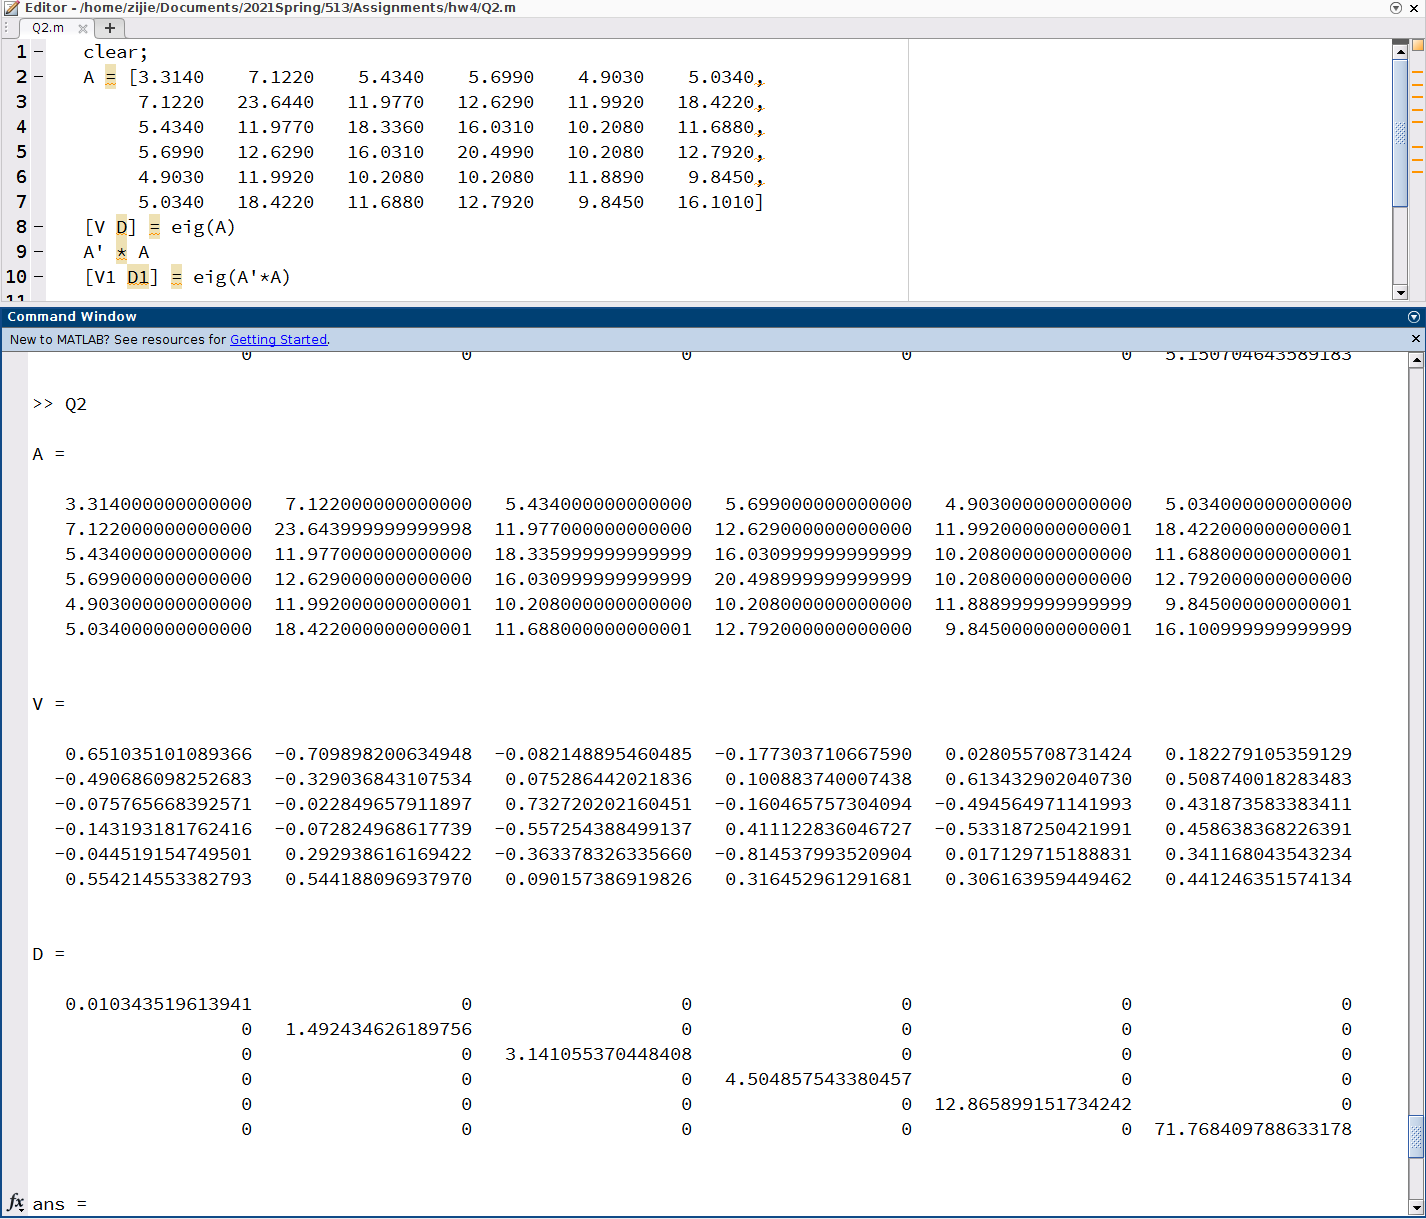 Editor - /home/zijie/Documents/2021Spring/513/Assignments/hw4/Q2.m
Q2.m
1 clear;
2 A = [3.3140 7.1220 5.4340 5.6990 4.9030 5.0340,
3 7.1220 23.6440 11.9770 12.6290 11.9920 18.4220,
4 5.4340 11.9770 18.3360 16.0310 10.2080 11.6880,
5 5.6990 12.6290 16.0310 20.4990 10.2080 12.7920,
6 4.9030 11.9920 10.2080 10.2080 11.8890 9.8450,
7 5.0340 18.4220 11.6880 12.7920 9.8450 16.1010]
8 [V D] = eig(A)
9 A' * A
10 [V1 D1] = eig(A'*A)
11
Command Window
New to MATLAB? See resources for Getting Started.
0 0 0 0 0 5.150704643589183
>> Q2
A =
3.314000000000000 7.122000000000000 5.434000000000000 5.699000000000000 4.903000000000000 5.034000000000000
7.122000000000000 23.643999999999998 11.977000000000000 12.629000000000000 11.992000000000001 18.422000000000001
5.434000000000000 11.977000000000000 18.335999999999999 16.030999999999999 10.208000000000000 11.688000000000001
5.699000000000000 12.629000000000000 16.030999999999999 20.498999999999999 10.208000000000000 12.792000000000000
4.903000000000000 11.992000000000001 10.208000000000000 10.208000000000000 11.888999999999999 9.845000000000001
5.034000000000000 18.422000000000001 11.688000000000001 12.792000000000000 9.845000000000001 16.100999999999999
V =
0.651035101089366 -0.709898200634948 -0.082148895460485 -0.177303710667590 0.028055708731424 0.182279105359129
-0.490686098252683 -0.329036843107534 0.075286442021836 0.100883740007438 0.613432902040730 0.508740018283483
-0.075765668392571 -0.022849657911897 0.732720202160451 -0.160465757304094 -0.494564971141993 0.431873583383411
-0.143193181762416 -0.072824968617739 -0.557254388499137 0.411122836046727 -0.533187250421991 0.458638368226391
-0.044519154749501 0.292938616169422 -0.363378326335660 -0.814537993520904 0.017129715188831 0.341168043543234
0.554214553382793 0.544188096937970 0.090157386919826 0.316452961291681 0.306163959449462 0.441246351574134
D =
0.010343519613941 0 0 0 0 0
0 1.492434626189756 0 0 0 0
0 0 3.141055370448408 0 0 0
0 0 0 4.504857543380457 0 0
0 0 0 0 12.865899151734242 0
0 0 0 0 0 71.768409788633178
fx ans =